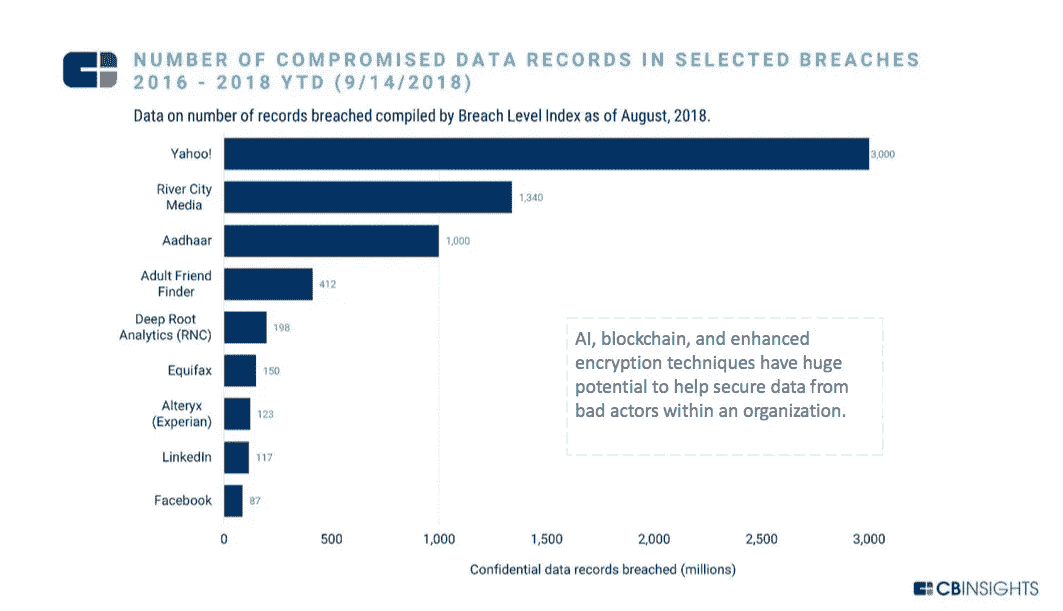 NUMBER OF COMPROMISED DATA RECORDS IN SELECTED BREACHES
2016 - 2018 YTD (9/14/2018)
Data on number of records breached compiled by Breach Level Index as of August, 2018.
Yahoo!
3,000
River City
Media
1,340
Aadhaar
1,000
Adult Friend
Finder
412
Deep Root
Analytics (RNC)
198
Equifax
150
Alteryx
(Experian)
123
LinkedIn
117
Facebook
87
AI, blockchain, and enhanced
encryption techniques have huge
potential to help secure data from
bad actors within an organization.
0 500 1,000 1,500 2,000 2,500 3,000
Confidential data records breached (millions)
CBINSIGHTS